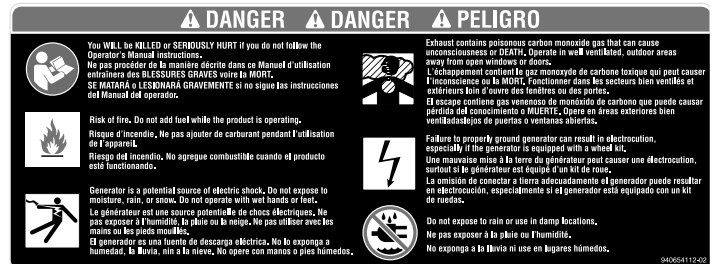 DANGER DANGER PELIGRO
You WILL be KILLED or SERIOUSLY HURT if you do not follow the
Operator's Manual instructions.
Ne pas procéder de la manière décrite dans ce Manuel d'utilisation
entraînera des BLESSURES GRAVES voire la MORT.
SE MATARÁ o LESIONARÁ GRAVEMENTE si no sigue las instrucciones
del Manual del operador.
Risk of fire. Do not add fuel while the product is operating.
Risque d'incendie. Ne pas ajouter de carburant pendant l'utilisation
de l'appareil.
Riesgo del incendio. No agregue combustible cuando el producto
esté funcionando.
Generator is a potential source of electric shock. Do not expose to
moisture, rain, or snow. Do not operate with wet hands or feet.
Le générateur est une source potentielle de chocs électriques. Ne
pas exposer à l'humidité, la pluie ou la neige. Ne pas utiliser avec les
mains ou les pieds mouillés.
El generador es una fuente de descarga eléctrica. No lo exponga a
humedad, la lluvia, nin a la nieve. No opere con manos o pies húmedos.
Exhaust contains poisonous carbon monoxide gas that can cause
unconsciousness or DEATH. Operate in well ventilated, outdoor areas
away from open windows or doors.
L'échappement contient le gaz monoxyde de carbone toxique qui peut causer
l'inconscience ou la MORT. Fonctionner dans les secteurs bien ventilés et
extérieurs loin d'ouvre des fenêtres ou des portes.
El escape contiene gas venenoso de monóxido de carbono que puede causar
pérdida del conocimiento o MUERTE. Opere en áreas exteriores bien
ventiladaslejos de puertas o ventanas abiertas.
Failure to properly ground generator can result in electrocution,
especially if the generator is equipped with a wheel kit.
Une mauvaise mise à la terre du générateur peut causer une électrocution,
surtout si le générateur est équipé d'un kit de roue.
La omisión de conectar a tierra adecuadamente el generador puede resultar
en electrocución, especialmente si el generador está equipado con un kit
de ruedas.
Do not expose to rain or use in damp locations.
Ne pas exposer à la pluie ou l'humidité.
No exponga a la lluvia ni use en lugares húmedos.
940654112-02